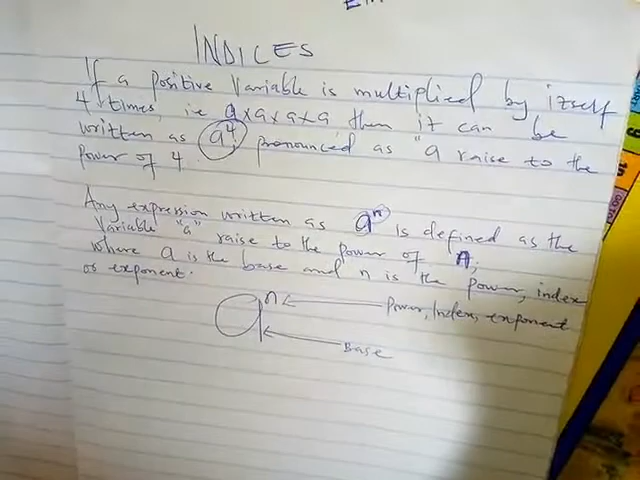 INDICES
If a positive variable is multiplied by itself
4 times, ie a x a x a x a then it can be
written as a⁴ pronounced as "a raise to the
power of 4.
Any expression written as aⁿ is defined as the
variable "a" raise to the power of n;
where a is the base and n is the power, index
or exponent.
aⁿ
Power, Index, exponent
Base